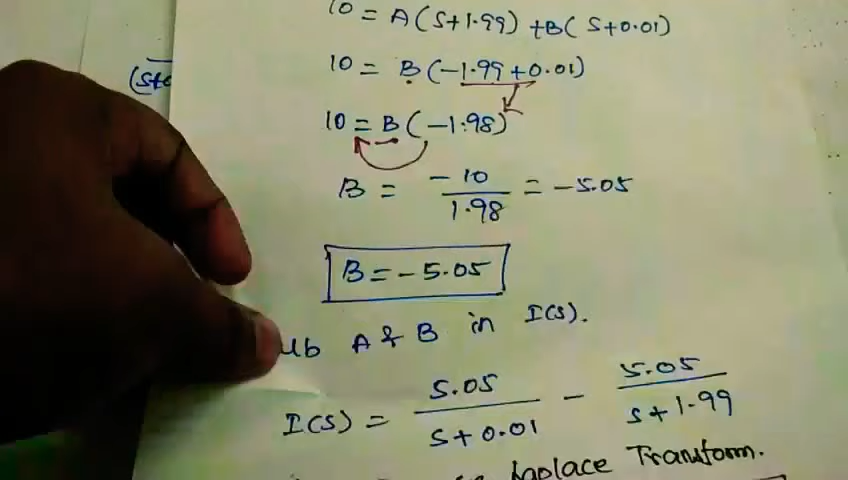 10 = A(S+1.99) +B( S+0.01)
(S+
10 = B(-1.99+0.01)
10 = B(-1.98)
B = -10/1.98 = -5.05
B = -5.05
ub A & B in I(S).
I(S) = 5.05/S+0.01 - 5.05/S+1.99
Laplace Transform.